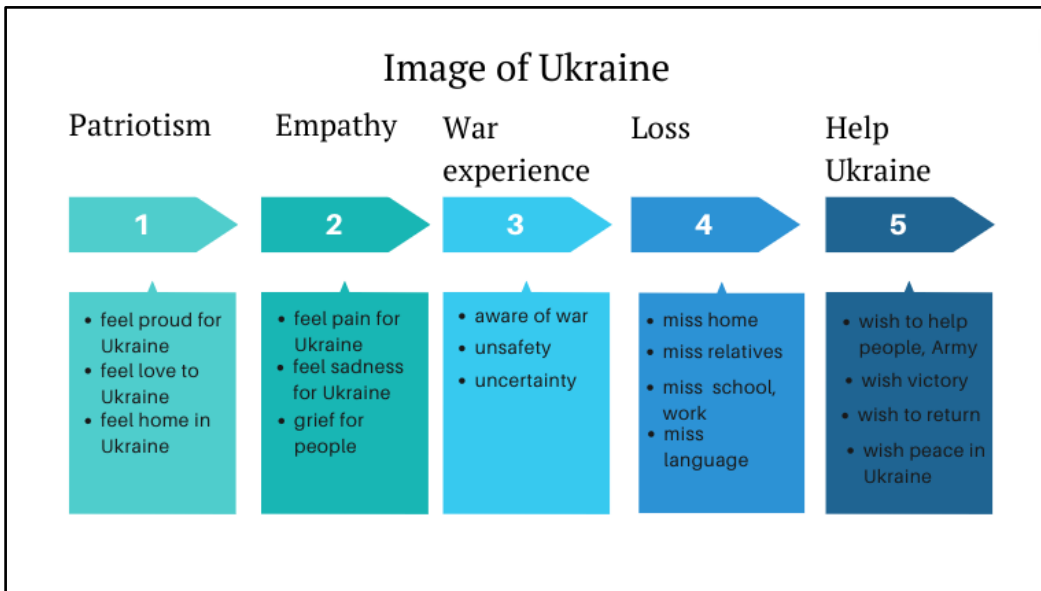 Image of Ukraine
Patriotism
Empathy
War
experience
Loss
Help
Ukraine
1
2
3
4
5
• feel proud for
Ukraine
• feel love to
Ukraine
• feel home in
Ukraine
• feel pain for
Ukraine
• feel sadness
for Ukraine
• grief for
people
• aware of war
• unsafety
• uncertainty
• miss home
• miss relatives
• miss school,
work
• miss
language
• wish to help
people, Army
• wish victory
• wish to return
• wish peace in
Ukraine